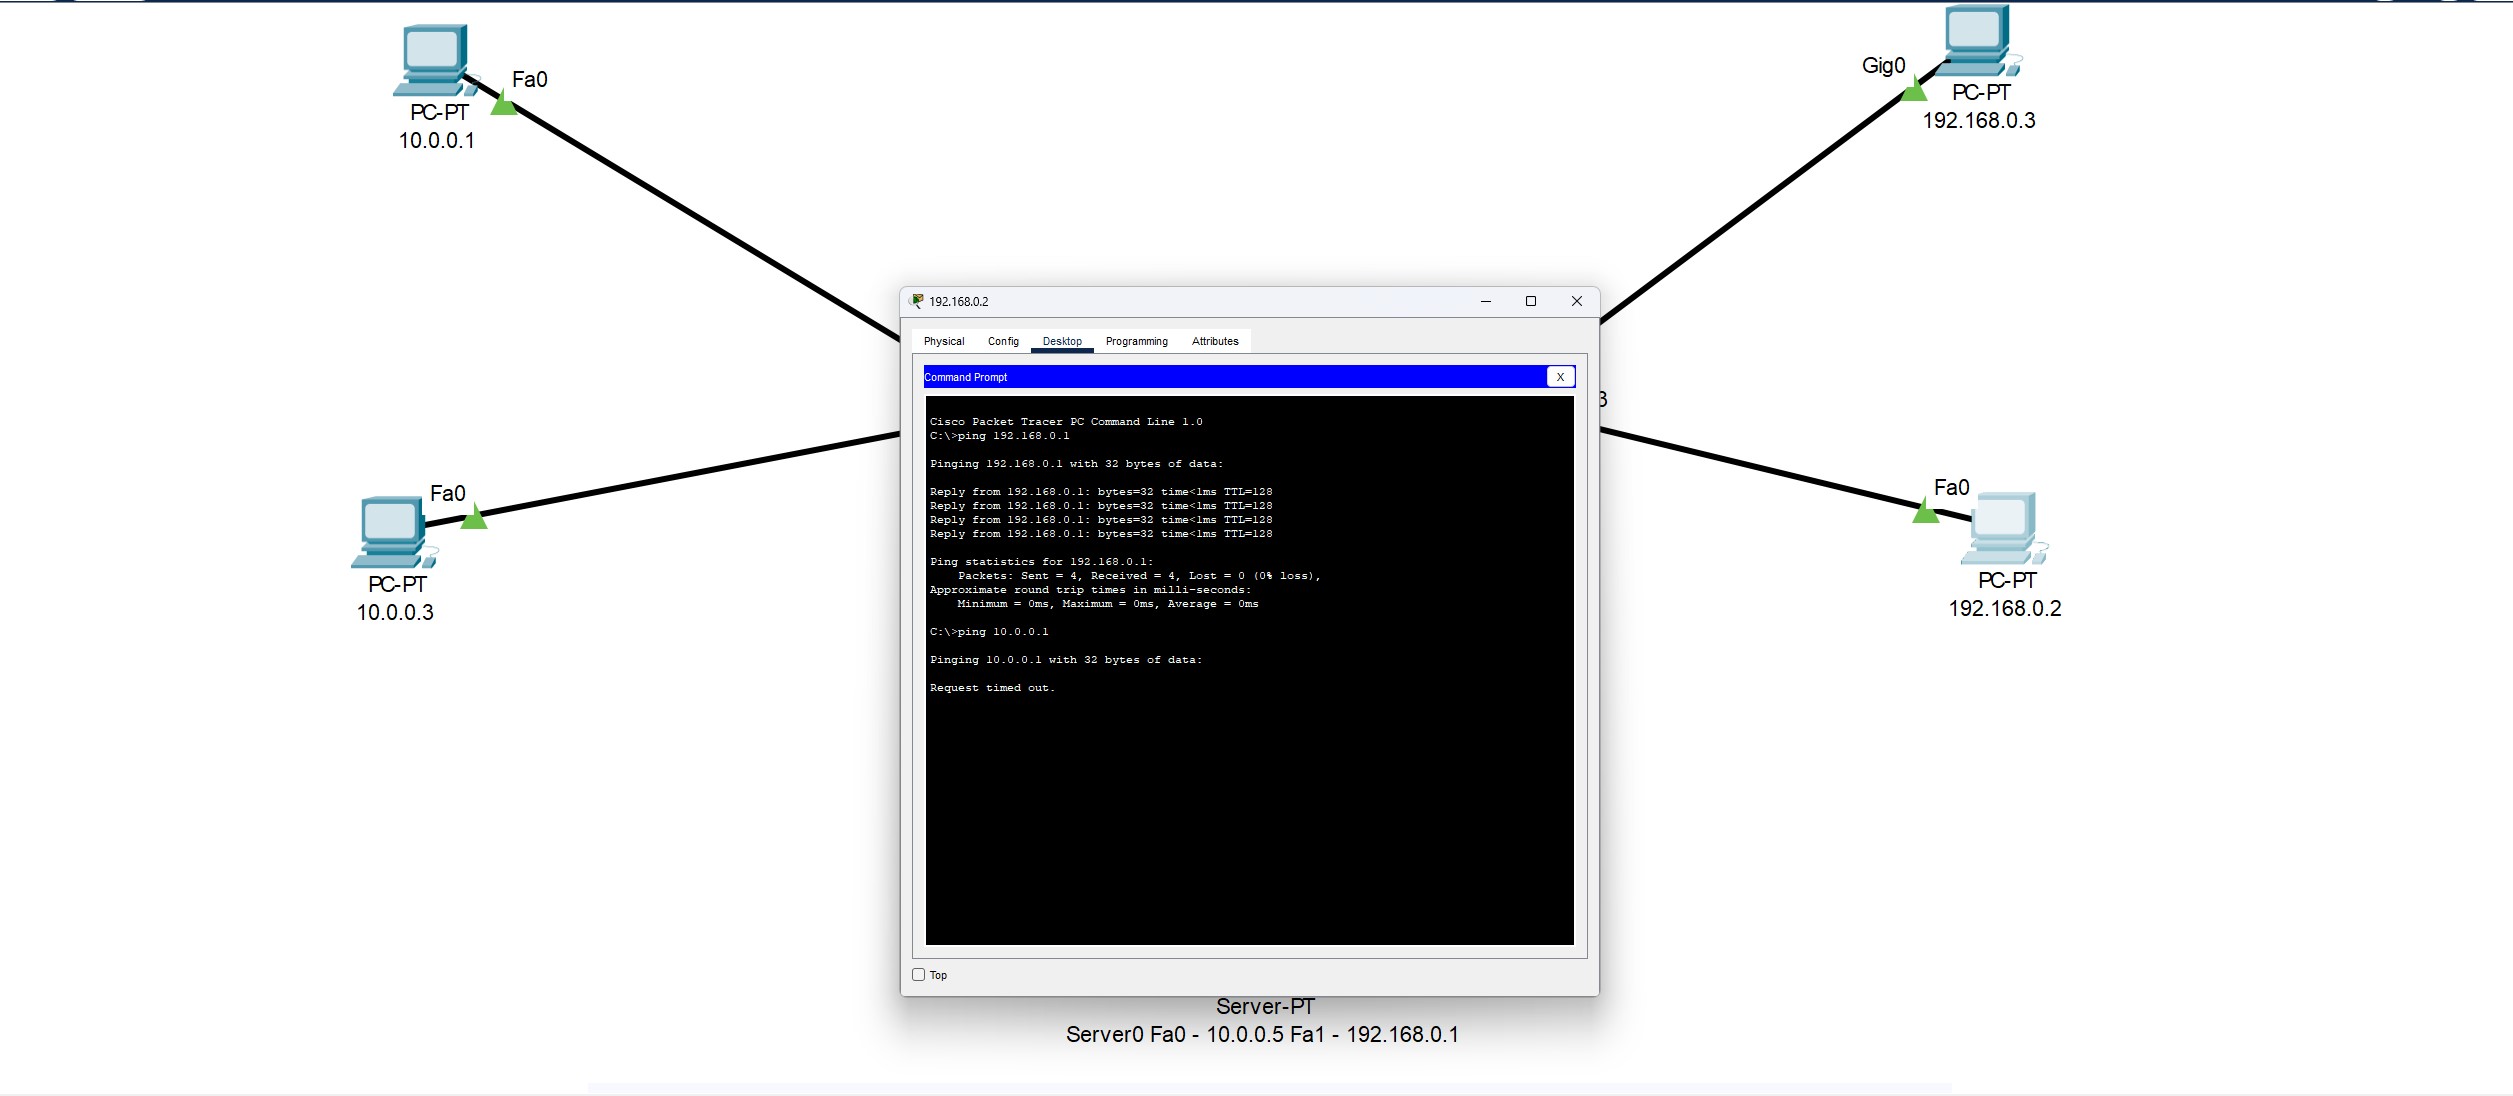 Fa0
PC-PT
10.0.0.1
Gig0
PC-PT
192.168.0.3
192.168.0.2
Physical
Config
Desktop
Programming
Attributes
Command Prompt
X
Cisco Packet Tracer PC Command Line 1.0
C:\>ping 192.168.0.1
Pinging 192.168.0.1 with 32 bytes of data:
Reply from 192.168.0.1: bytes=32 time<1ms TTL=128
Reply from 192.168.0.1: bytes=32 time<1ms TTL=128
Reply from 192.168.0.1: bytes=32 time<1ms TTL=128
Reply from 192.168.0.1: bytes=32 time<1ms TTL=128
Ping statistics for 192.168.0.1:
Packets: Sent = 4, Received = 4, Lost = 0 (0% loss),
Approximate round trip times in milli-seconds:
Minimum = 0ms, Maximum = 0ms, Average = 0ms
C:\>ping 10.0.0.1
Pinging 10.0.0.1 with 32 bytes of data:
Request timed out.
Top
Fa0
PC-PT
10.0.0.3
Fa0
PC-PT
192.168.0.2
Server-PT
Server0 Fa0 - 10.0.0.5 Fa1 - 192.168.0.1